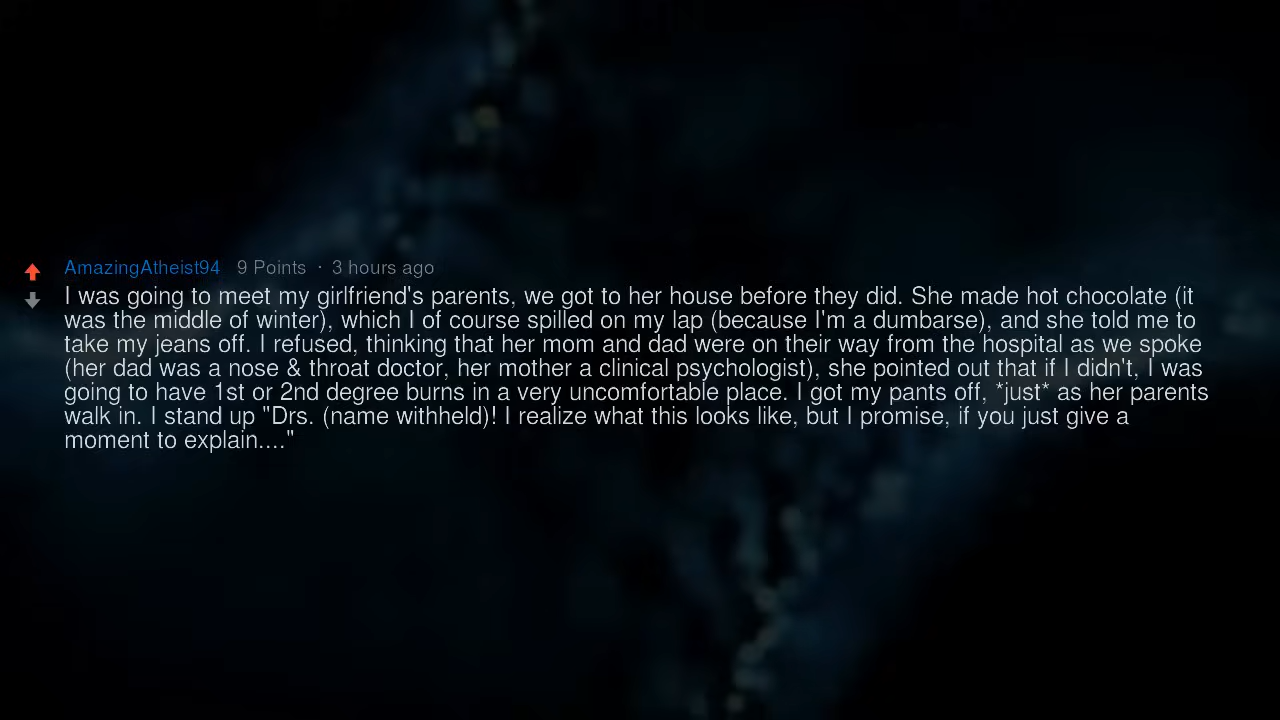 AmazingAtheist94 9 Points · 3 hours ago
I was going to meet my girlfriend's parents, we got to her house before they did. She made hot chocolate (it
was the middle of winter), which I of course spilled on my lap (because I'm a dumbarse), and she told me to
take my jeans off. I refused, thinking that her mom and dad were on their way from the hospital as we spoke
(her dad was a nose & throat doctor, her mother a clinical psychologist), she pointed out that if I didn't, I was
going to have 1st or 2nd degree burns in a very uncomfortable place. I got my pants off, *just* as her parents
walk in. I stand up "Drs. (name withheld)! I realize what this looks like, but I promise, if you just give a
moment to explain...."